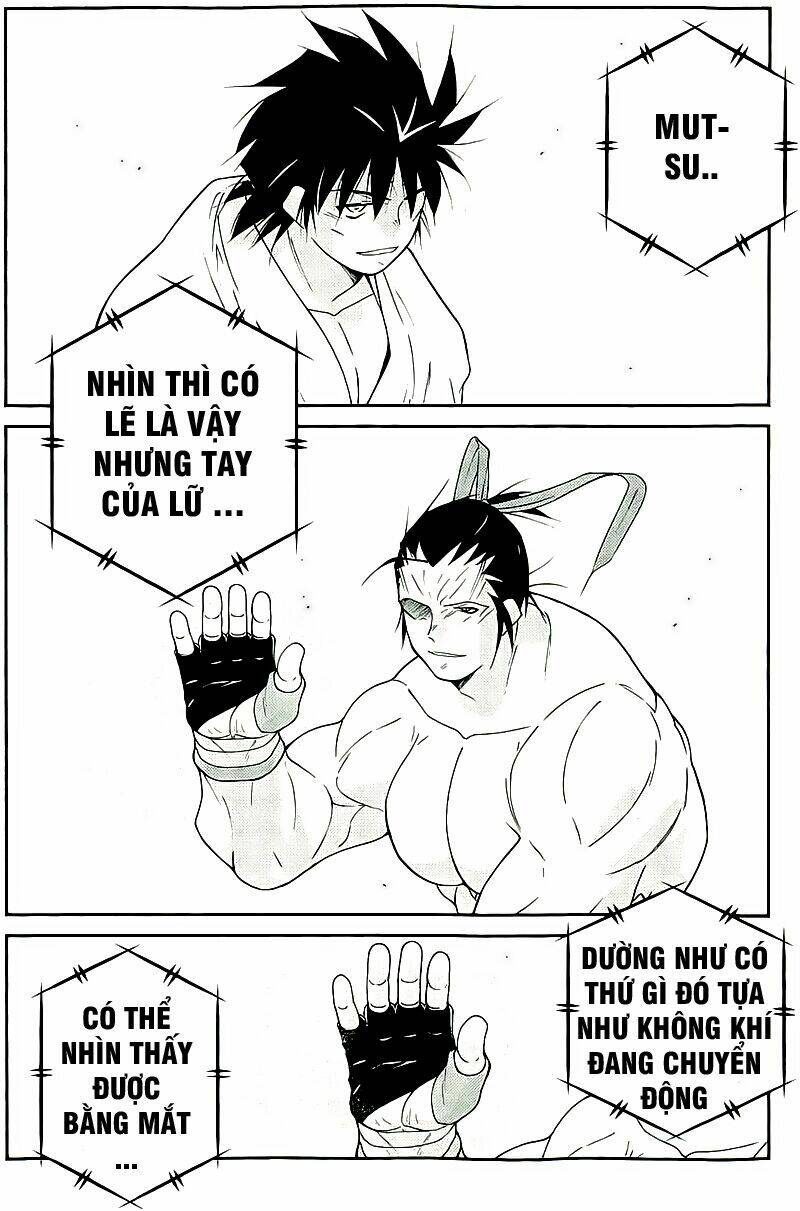 MUT-
SU..
NHÌN THÌ CÓ
LẼ LÀ VẬY
NHƯNG TAY
CỦA LỮ ...
DƯỜNG NHƯ CÓ
THỨ GÌ ĐÓ TỰA
NHƯ KHÔNG KHÍ
ĐANG CHUYỂN
ĐỘNG
CÓ THỂ
NHÌN THẤY
ĐƯỢC
BẰNG MẮT
...